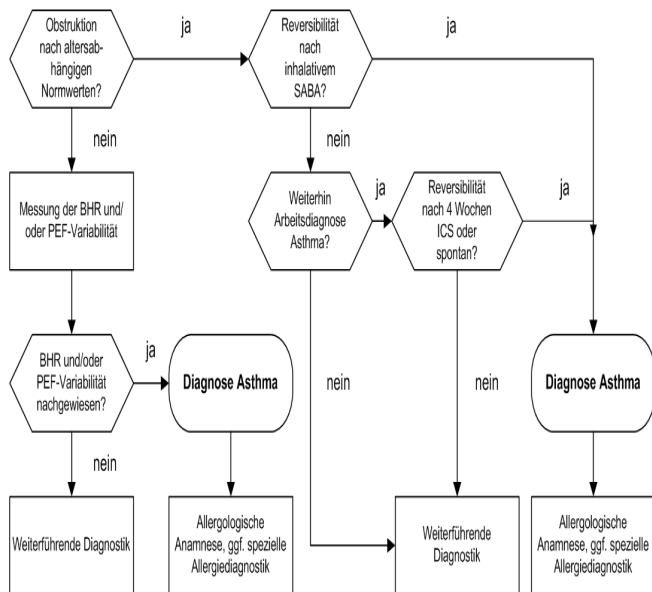 Obstruktion
nach altersab-
hängigen
Normwerten?
ja
Reversibilität
nach
inhalativem
SABA?
ja
nein
nein
Messung der BHR und/
oder PEF-Variabilität
Weiterhin
Arbeitsdiagnose
Asthma?
ja
Reversibilität
nach 4 Wochen
ICS oder
spontan?
ja
BHR und/oder
PEF-Variabilität
nachgewiesen?
ja
Diagnose Asthma
nein
nein
Diagnose Asthma
nein
Weiterführende Diagnostik
Allergologische
Anamnese, ggf. spezielle
Allergiediagnostik
Weiterführende
Diagnostik
Allergologische
Anamnese, ggf. spezielle
Allergiediagnostik